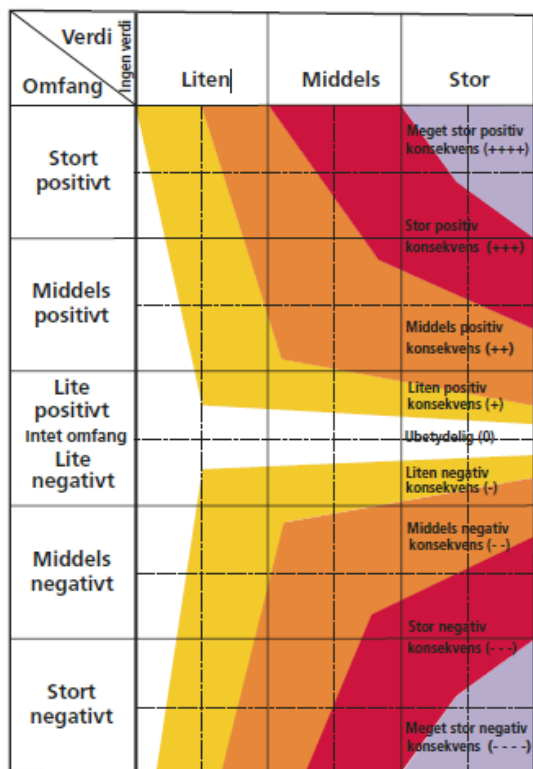 Verdi
Ingen verdi
Omfang
Liten
Middels
Stor
Stort
positivt
Meget stor positiv
konsekvens (++++)
Stor positiv
konsekvens (+++)
Middels
positivt
Middels positiv
konsekvens (++)
Lite
positivt
Liten positiv
konsekvens (+)
Intet omfang
Ubetydelig (0)
Lite
negativt
Liten negativ
konsekvens (-)
Middels
negativt
Middels negativ
konsekvens (- -)
Stor negativ
konsekvens (- - -)
Stort
negativt
Meget stor negativ
konsekvens (- - - -)